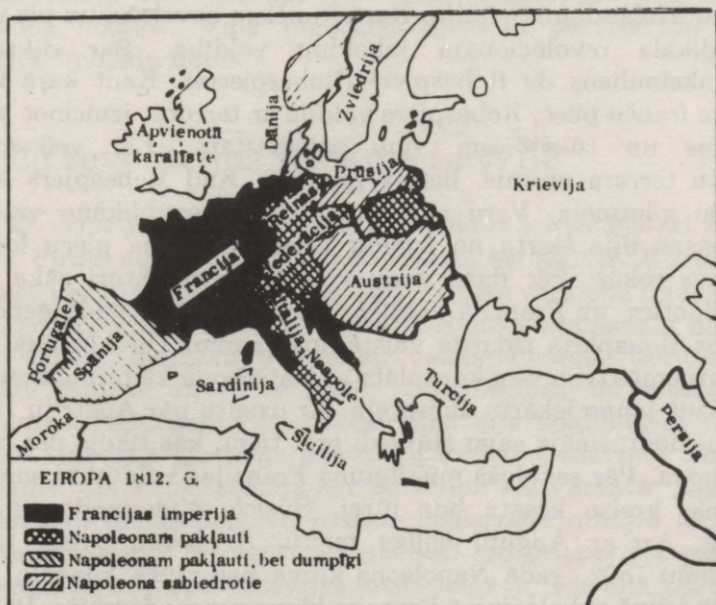 Apvienotā
karaliste
Dānija
Zviedrija
Prūsija
Krievija
Reinas
federācija
Francija
Austrija
Itālija
Neapole
Portugāle
Spānija
Sardinija
Sicilija
Turcija
Persija
Moroka
EIROPA 1812. G.
Francijas impērija
Napoleonam pakļauti
Napoleonam pakļauti, bet dumpīgi
Napoleona sabiedrotie